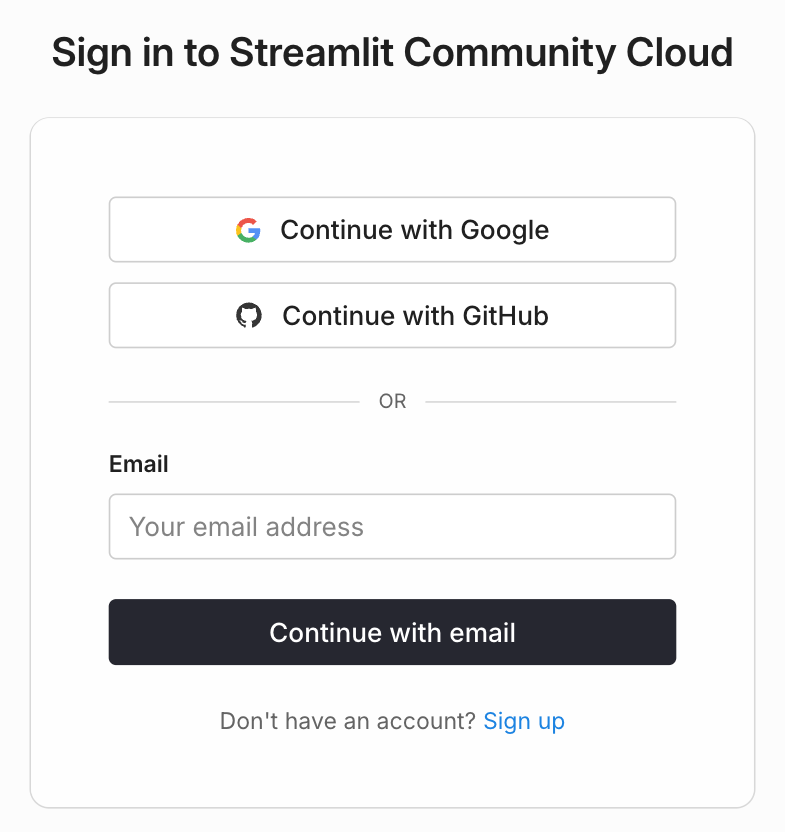 Sign in to Streamlit Community Cloud
Continue with Google
Continue with GitHub
OR
Email
Your email address
Continue with email
Don't have an account? Sign up